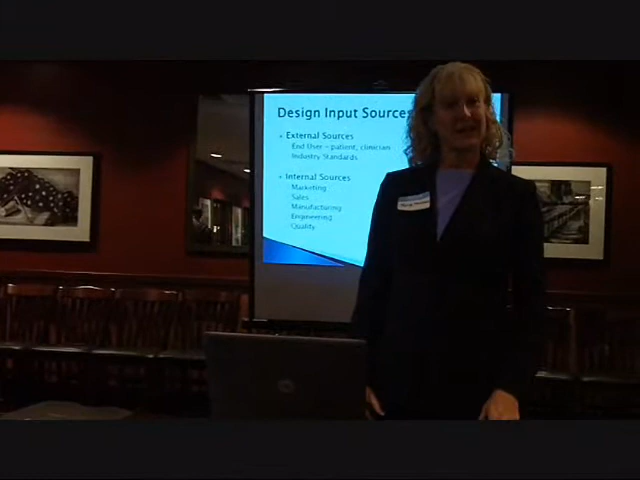 Design Input Sources
External Sources
End User – patient, clinician
Industry Standards
Internal Sources
Marketing
Sales
Manufacturing
Engineering
Quality